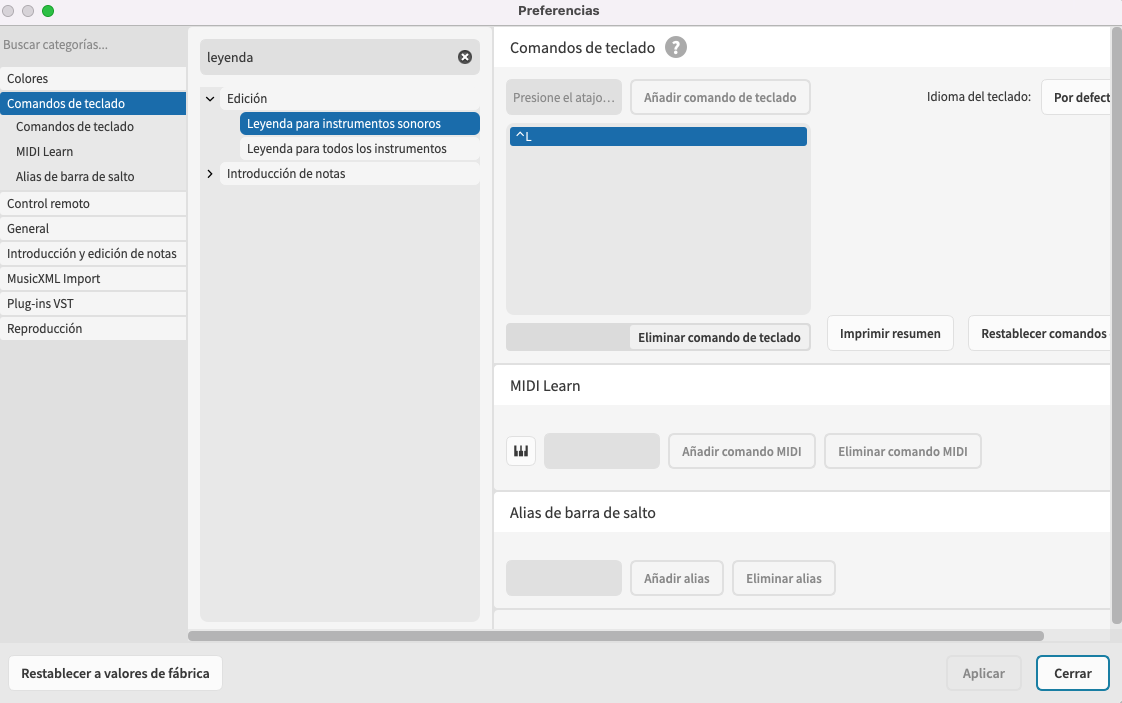 Preferencias
Buscar categorías...
Colores
Comandos de teclado
Comandos de teclado
MIDI Learn
Alias de barra de salto
Control remoto
General
Introducción y edición de notas
MusicXML Import
Plug-ins VST
Reproducción
leyenda
Edición
Leyenda para instrumentos sonoros
Leyenda para todos los instrumentos
Introducción de notas
Comandos de teclado ?
Presione el atajo... Añadir comando de teclado Idioma del teclado: Por defect
^L
Eliminar comando de teclado Imprimir resumen Restablecer comandos
MIDI Learn
Añadir comando MIDI Eliminar comando MIDI
Alias de barra de salto
Añadir alias Eliminar alias
Restablecer a valores de fábrica Aplicar Cerrar